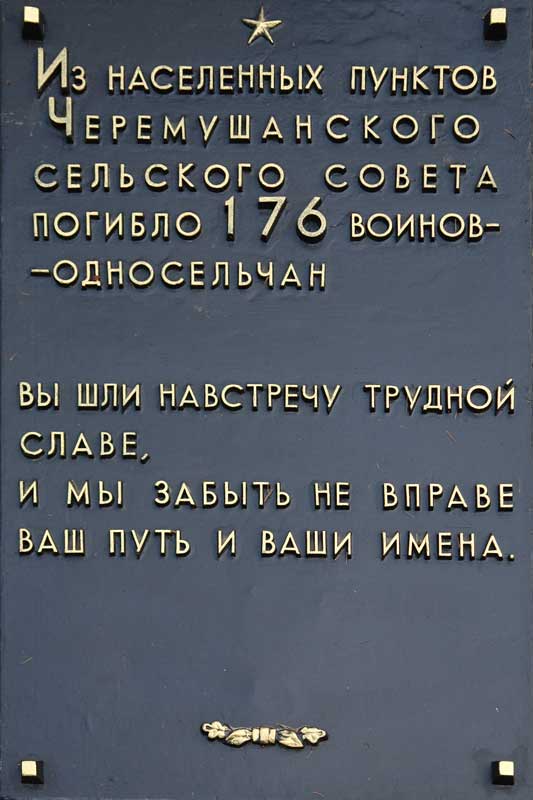 Из населенных пунктов
Черемушанского
сельского совета
погибло 176 воинов-
-односельчан
вы шли навстречу трудной
славе,
и мы забыть не вправе
ваш путь и ваши имена.